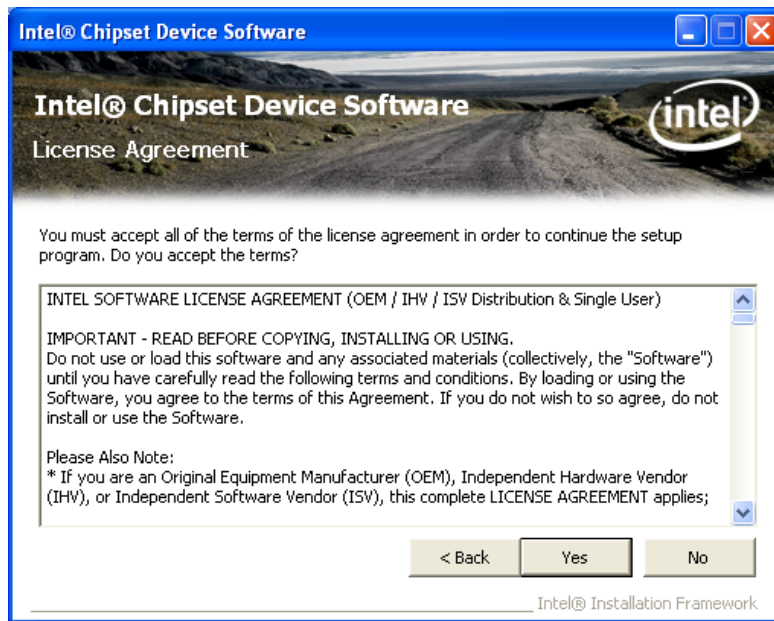 Intel® Chipset Device Software
Intel® Chipset Device Software
intel
License Agreement
You must accept all of the terms of the license agreement in order to continue the setup
program. Do you accept the terms?
INTEL SOFTWARE LICENSE AGREEMENT (OEM / IHV / ISV Distribution & Single User)
IMPORTANT - READ BEFORE COPYING, INSTALLING OR USING.
Do not use or load this software and any associated materials (collectively, the "Software")
until you have carefully read the following terms and conditions. By loading or using the
Software, you agree to the terms of this Agreement. If you do not wish to so agree, do not
install or use the Software.
Please Also Note:
* If you are an Original Equipment Manufacturer (OEM), Independent Hardware Vendor
(IHV), or Independent Software Vendor (ISV), this complete LICENSE AGREEMENT applies;
< Back Yes No
Intel® Installation Framework